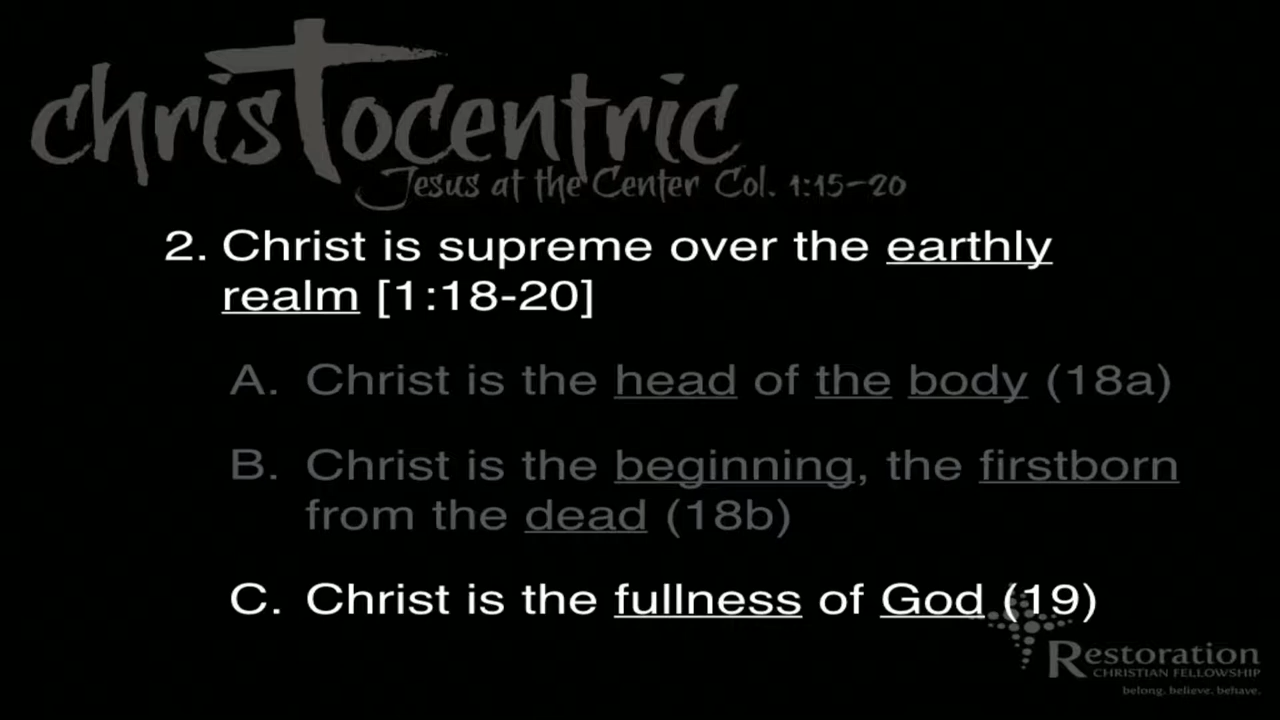 chrisTocentric
Jesus at the Center Col. 1:15-20
2. Christ is supreme over the earthly
realm [1:18-20]
A. Christ is the head of the body (18a)
B. Christ is the beginning, the firstborn
from the dead (18b)
C. Christ is the fullness of God (19)
Restoration
CHRISTIAN FELLOWSHIP
belong. believe. behave.